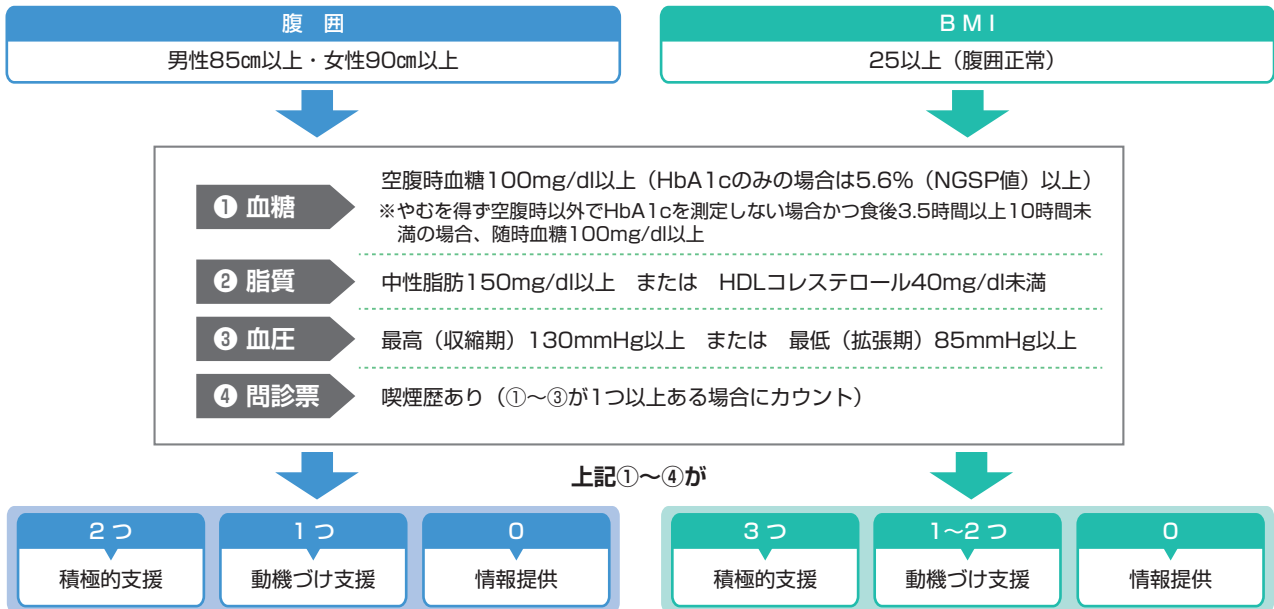 腹 囲
男性85㎝以上・女性90㎝以上
BMI
25以上（腹囲正常）
❶ 血糖
空腹時血糖100mg/dl以上（HbA1cのみの場合は5.6%（NGSP値）以上）
※やむを得ず空腹時以外でHbA1cを測定しない場合かつ食後3.5時間以上10時間未
満の場合、随時血糖100mg/dl以上
❷ 脂質
中性脂肪150mg/dl以上　または　HDLコレステロール40mg/dl未満
❸ 血圧
最高（収縮期）130mmHg以上　または　最低（拡張期）85mmHg以上
❹ 問診票
喫煙歴あり（①～③が1つ以上ある場合にカウント）
上記①～④が
2つ
積極的支援
1つ
動機づけ支援
0
情報提供
3つ
積極的支援
1～2つ
動機づけ支援
0
情報提供